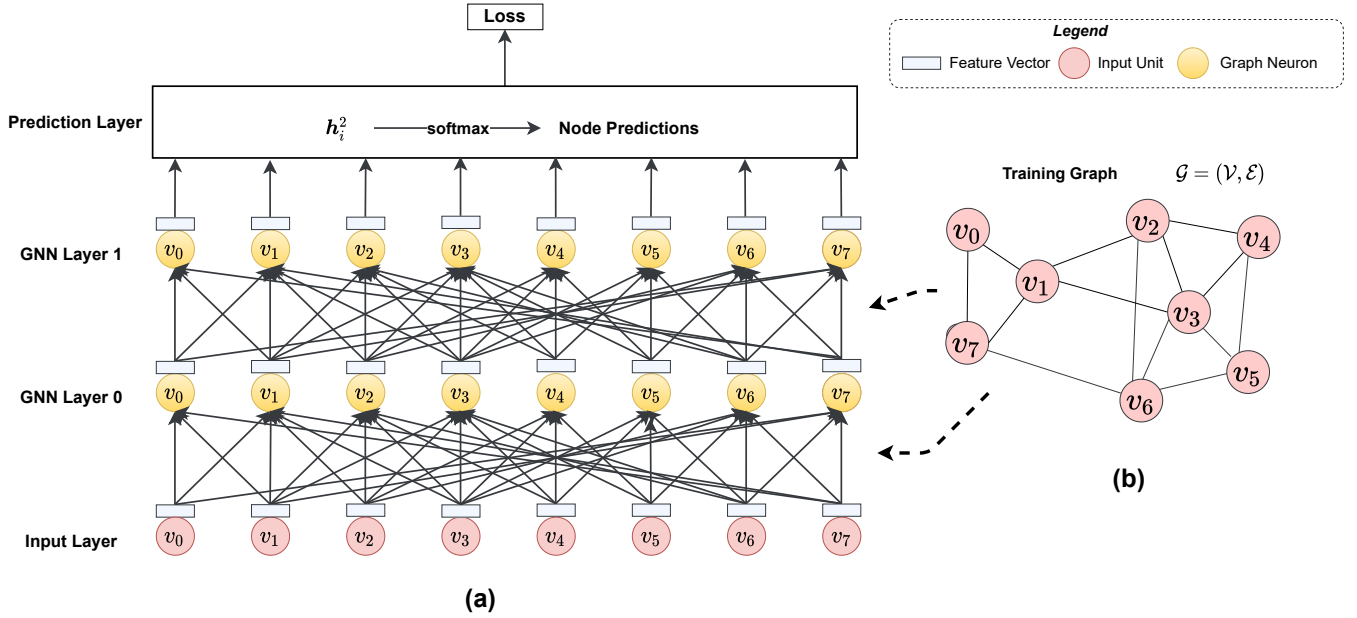 Loss
Legend
Feature Vector Input Unit Graph Neuron
Prediction Layer
h_i^2 softmax Node Predictions
Training Graph 𝒢 = (𝒱, ℰ)
GNN Layer 1
v0 v1 v2 v3 v4 v5 v6 v7
GNN Layer 0
v0 v1 v2 v3 v4 v5 v6 v7
Input Layer
v0 v1 v2 v3 v4 v5 v6 v7
(a)
v0
v2
v4
v1
v3
v7
v5
v6
(b)